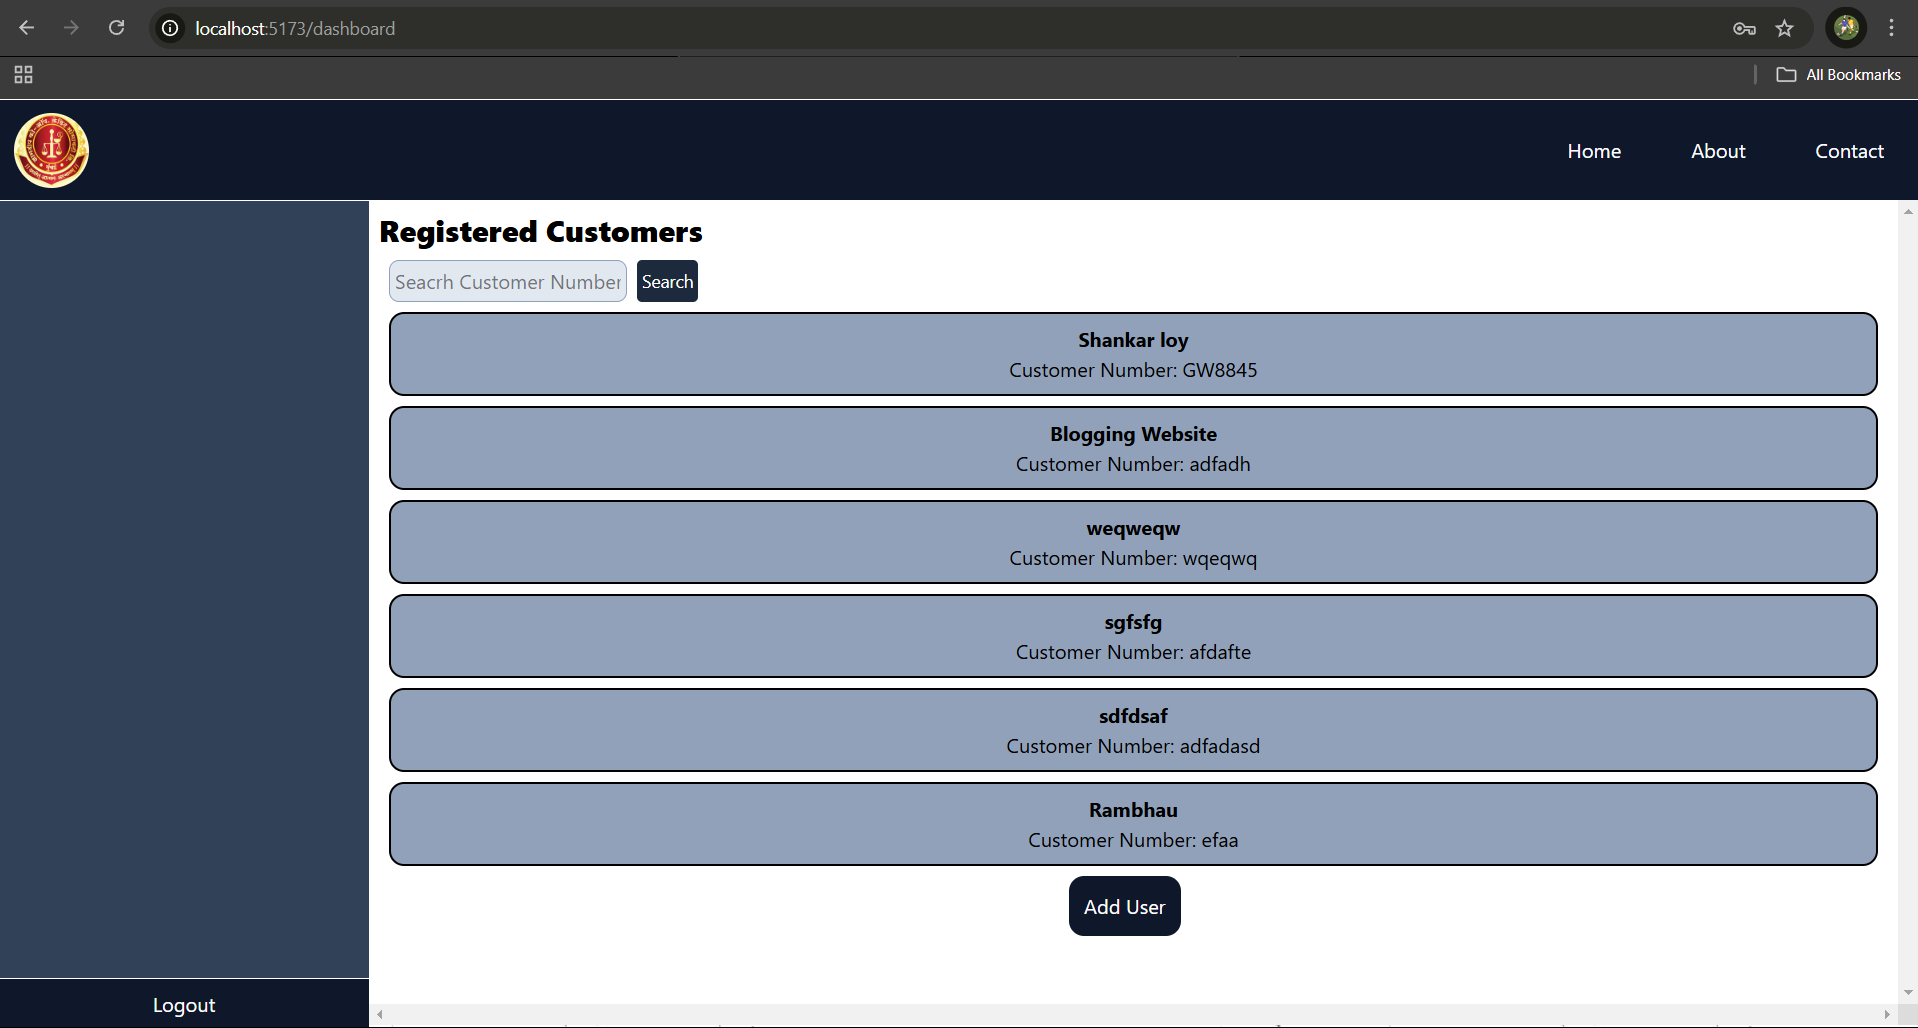 localhost:5173/dashboard
All Bookmarks
Home About Contact
Registered Customers
Seacrh Customer Number Search
Shankar loy
Customer Number: GW8845
Blogging Website
Customer Number: adfadh
weqweqw
Customer Number: wqeqwq
sgfsfg
Customer Number: afdafte
sdfdsaf
Customer Number: adfadasd
Rambhau
Customer Number: efaa
Add User
Logout